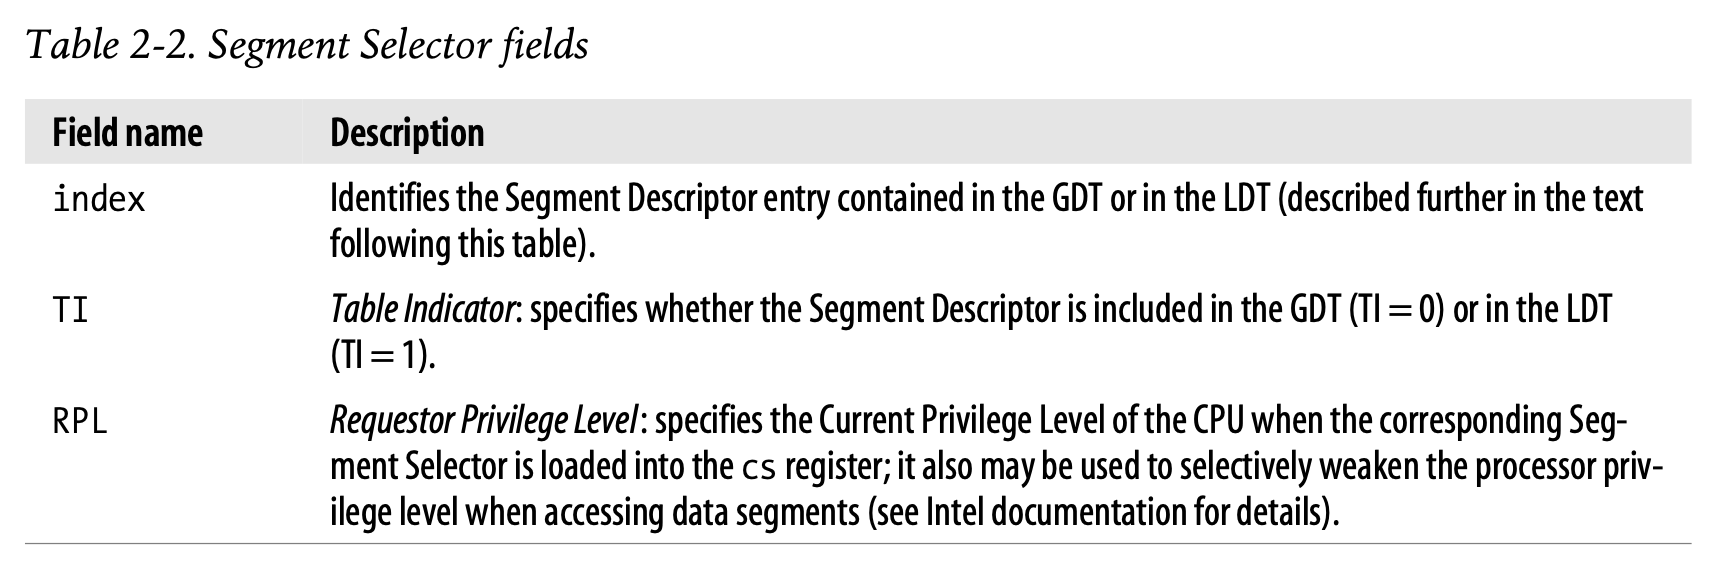 Table 2-2. Segment Selector fields
Field name Description
index Identifies the Segment Descriptor entry contained in the GDT or in the LDT (described further in the text
following this table).
TI Table Indicator: specifies whether the Segment Descriptor is included in the GDT (TI = 0) or in the LDT
(TI = 1).
RPL Requestor Privilege Level: specifies the Current Privilege Level of the CPU when the corresponding Seg-
ment Selector is loaded into the cs register; it also may be used to selectively weaken the processor priv-
ilege level when accessing data segments (see Intel documentation for details).